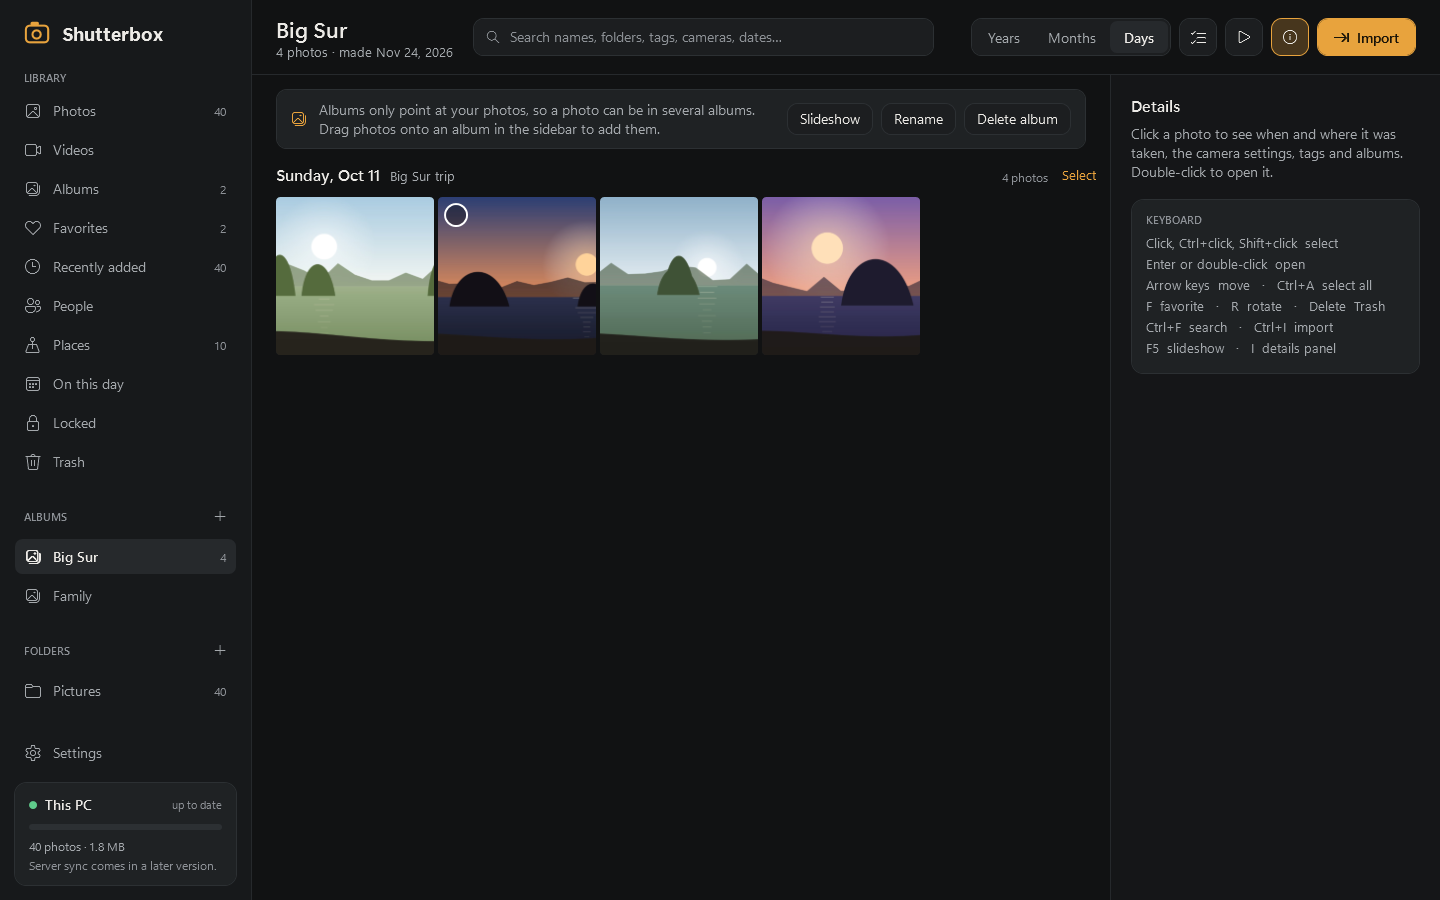 Shutterbox
LIBRARY
Photos 40
Videos
Albums 2
Favorites 2
Recently added 40
People
Places 10
On this day
Locked
Trash
ALBUMS
Big Sur 4
Family
FOLDERS
Pictures 40
Settings
This PC up to date
40 photos · 1.8 MB
Server sync comes in a later version.
Big Sur
4 photos · made Nov 24, 2026
Search names, folders, tags, cameras, dates...
Years Months Days
Import
Albums only point at your photos, so a photo can be in several albums.
Drag photos onto an album in the sidebar to add them.
Slideshow Rename Delete album
Sunday, Oct 11 Big Sur trip 4 photos Select
Details
Click a photo to see when and where it was
taken, the camera settings, tags and albums.
Double-click to open it.
KEYBOARD
Click, Ctrl+click, Shift+click select
Enter or double-click open
Arrow keys move · Ctrl+A select all
F favorite · R rotate · Delete Trash
Ctrl+F search · Ctrl+I import
F5 slideshow · I details panel